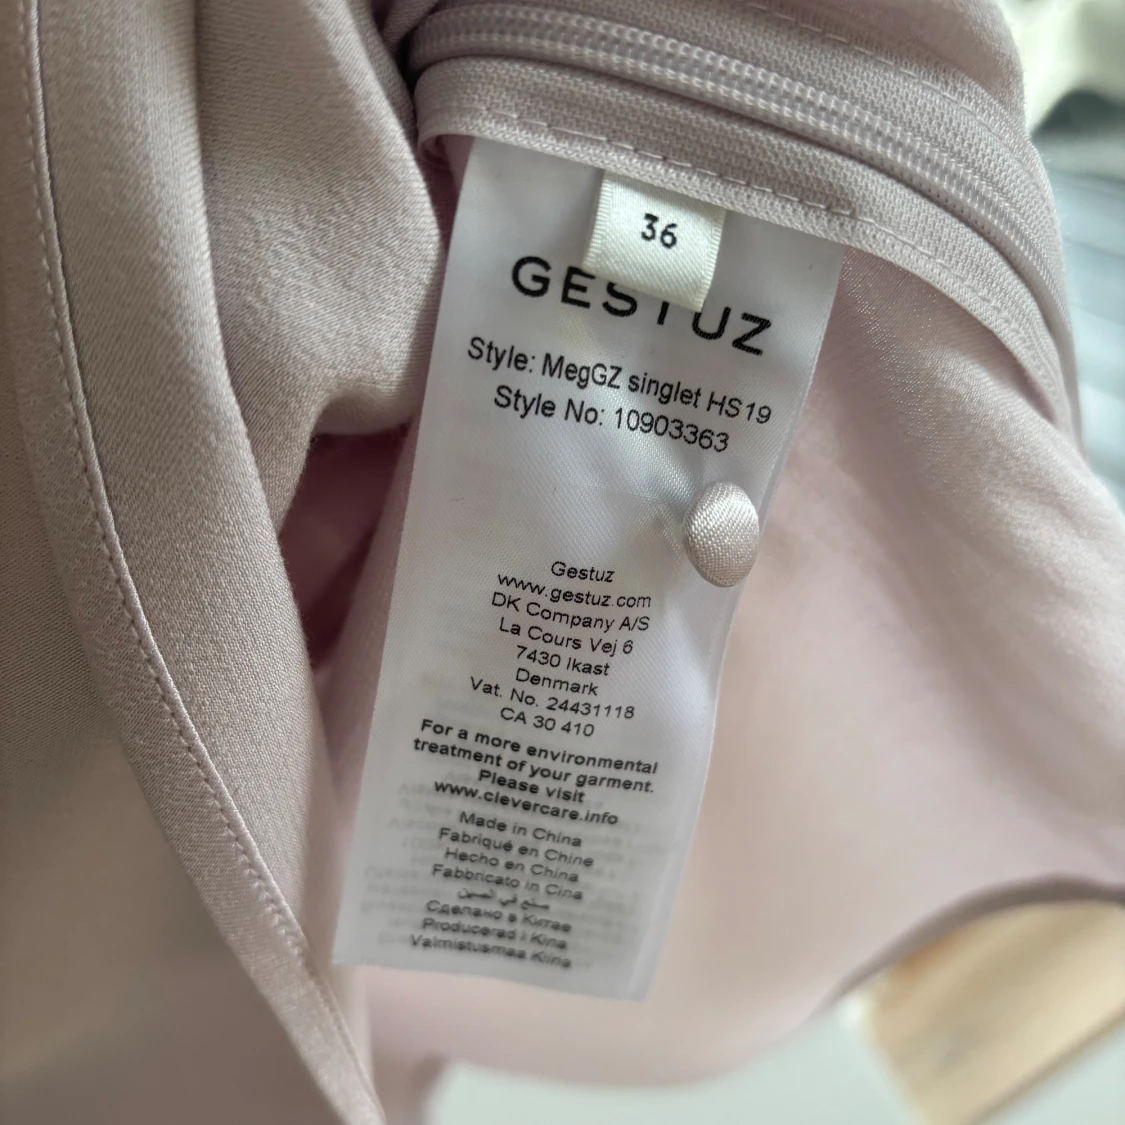 36
GESTUZ
Style: MegGZ singlet HS19
Style No: 10903363
Gestuz
www.gestuz.com
DK Company A/S
La Cours Vej 6
7430 Ikast
Denmark
Vat. No. 24431118
CA 30 410
For a more environmental
treatment of your garment.
Please visit
www.clevercare.info
Made in China
Fabriqué en Chine
Hecho en China
Fabbricato in Cina
صنع في الصين
Сделано в Китае
Producerad i Kina
Valmistusmaa Kiina